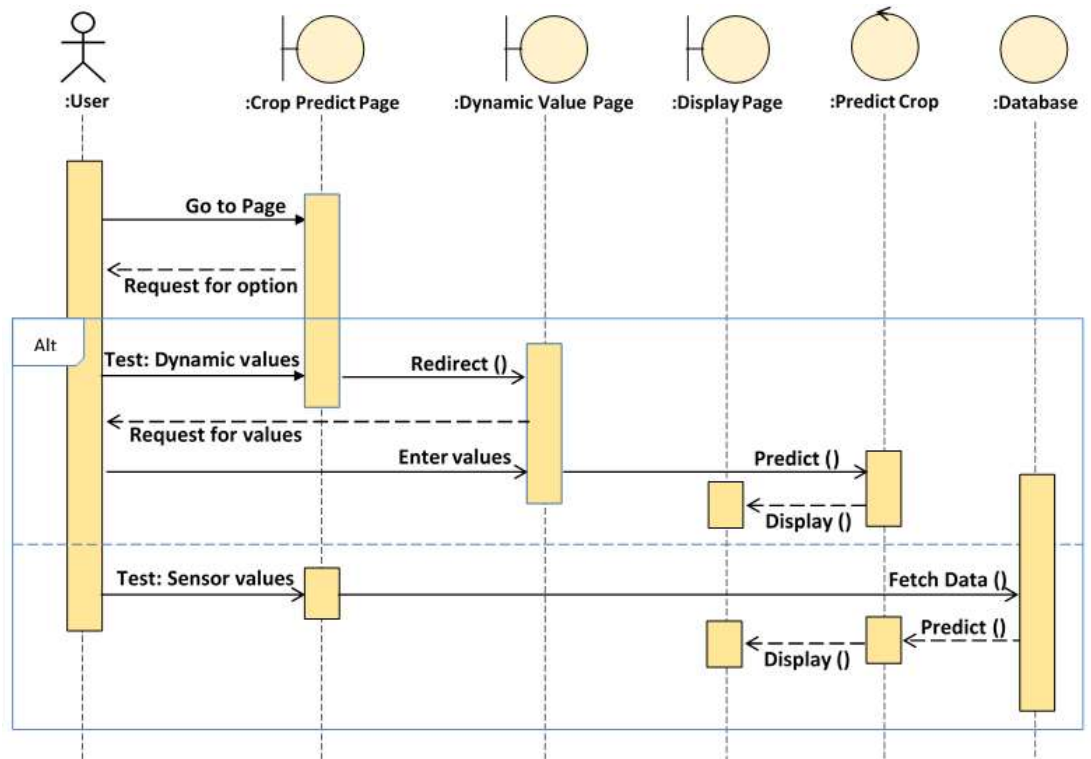 :User
:Crop Predict Page
:Dynamic Value Page
:Display Page
:Predict Crop
:Database
Go to Page
Request for option
Alt
Test: Dynamic values
Redirect ()
Request for values
Enter values
Predict ()
Display ()
Test: Sensor values
Fetch Data ()
Predict ()
Display ()